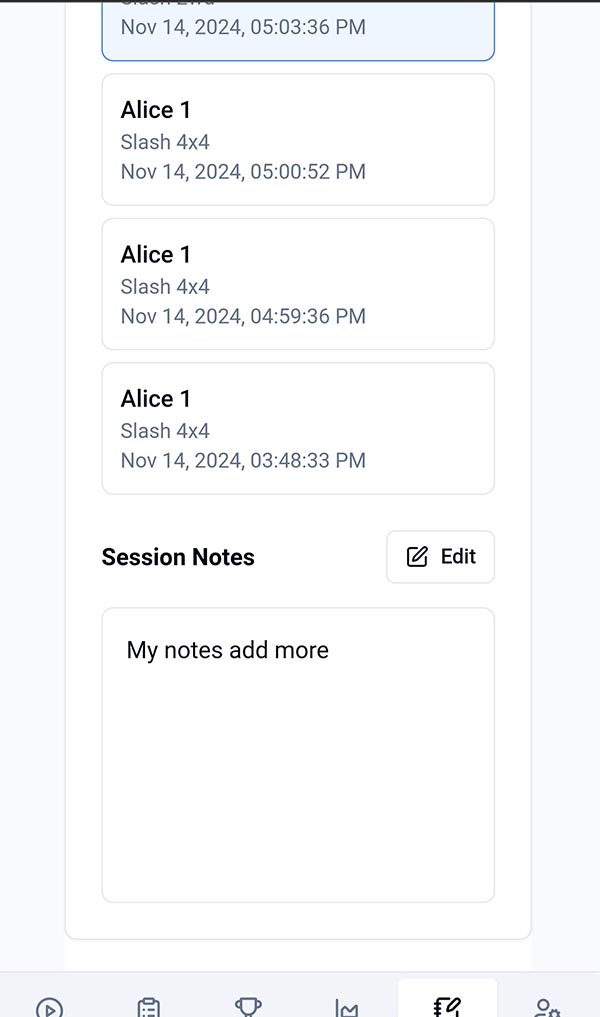 Nov 14, 2024, 05:03:36 PM
Alice 1
Slash 4x4
Nov 14, 2024, 05:00:52 PM
Alice 1
Slash 4x4
Nov 14, 2024, 04:59:36 PM
Alice 1
Slash 4x4
Nov 14, 2024, 03:48:33 PM
Session Notes
Edit
My notes add more